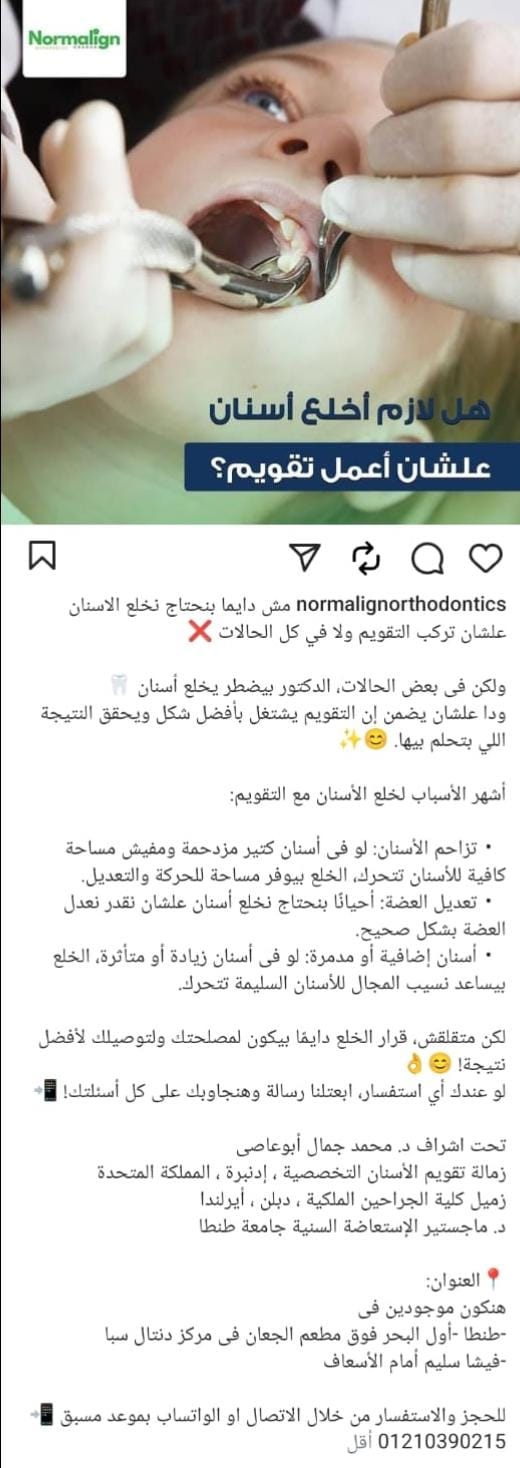 Normalign
هل لازم أخلع أسنان
علشان أعمل تقويم؟
normalignorthodontics مش دايما بنحتاج نخلع الاسنان
علشان تركب التقويم ولا في كل الحالات ❌
ولكن فى بعض الحالات، الدكتور بيضطر يخلع أسنان 🦷
ودا علشان يضمن إن التقويم يشتغل بأفضل شكل ويحقق النتيجة
اللي بتحلم بيها. 😊✨
أشهر الأسباب لخلع الأسنان مع التقويم:
• تزاحم الأسنان: لو فى أسنان كتير مزدحمة ومفيش مساحة
كافية للأسنان تتحرك، الخلع بيوفر مساحة للحركة والتعديل.
• تعديل العضة: أحيانًا بنحتاج نخلع أسنان علشان نقدر نعدل
العضة بشكل صحيح.
• أسنان إضافية أو مدمرة: لو فى أسنان زيادة أو متأثرة، الخلع
بيساعد نسيب المجال للأسنان السليمة تتحرك.
لكن متقلقش، قرار الخلع دايمًا بيكون لمصلحتك ولتوصيلك لأفضل
نتيجة! 😊👌
لو عندك أي استفسار، ابعتلنا رسالة وهنجاوبك على كل أسئلتك! 📲
تحت اشراف د. محمد جمال أبوعاصى
زمالة تقويم الأسنان التخصصية ، إدنبرة ، المملكة المتحدة
زميل كلية الجراحين الملكية ، دبلن ، أيرلندا
د. ماجستير الإستعاضة السنية جامعة طنطا
📍العنوان:
هنكون موجودين فى
-طنطا -أول البحر فوق مطعم الجعان فى مركز دنتال سبا
-فيشا سليم أمام الأسعاف
للحجز والاستفسار من خلال الاتصال او الواتساب بموعد مسبق 📲
01210390215 أقل